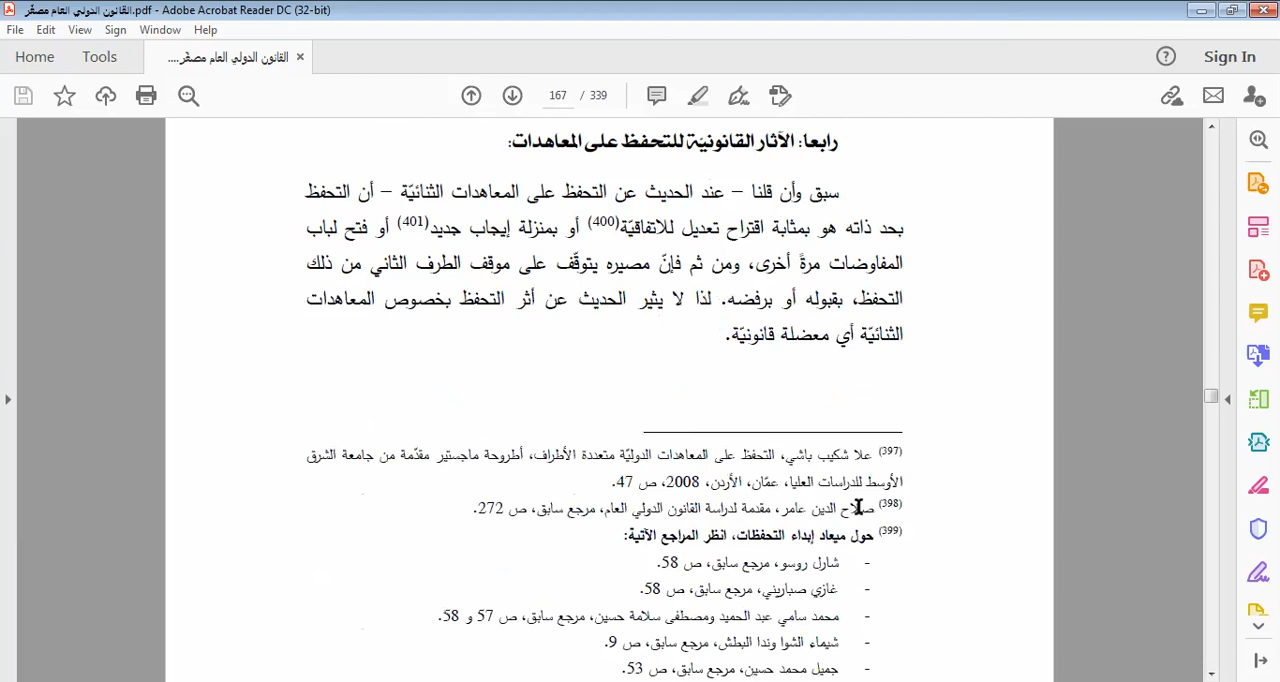 القانون الدولي العام مصغّر.pdf - Adobe Acrobat Reader DC (32-bit)
File Edit View Sign Window Help
Home Tools القانون الدولي العام مصغّر.... × Sign In
167 / 339
رابعا: الآثار القانونيّة للتحفظ على المعاهدات:
سبق وأن قلنا – عند الحديث عن التحفظ على المعاهدات الثنائيّة – أن التحفظ
بحد ذاته هو بمثابة اقتراح تعديل للاتفاقيّة(400) أو بمنزلة إيجاب جديد(401) أو فتح لباب
المفاوضات مرةً أخرى، ومن ثم فإنّ مصيره يتوقّف على موقف الطرف الثاني من ذلك
التحفظ، بقبوله أو برفضه. لذا لا يثير الحديث عن أثر التحفظ بخصوص المعاهدات
الثنائيّة أي معضلة قانونيّة.
(397) علا شكيب باشي، التحفظ على المعاهدات الدوليّة متعددة الأطراف، أطروحة ماجستير مقدّمة من جامعة الشرق
الأوسط للدراسات العليا، عمّان، الأردن، 2008، ص 47.
(398) صلاح الدين عامر، مقدمة لدراسة القانون الدولي العام، مرجع سابق، ص 272.
(399) حول ميعاد إبداء التحفظات، انظر المراجع الآتية:
- شارل روسو، مرجع سابق، ص 58.
- غازي صباريني، مرجع سابق، ص 58.
- محمد سامي عبد الحميد ومصطفى سلامة حسين، مرجع سابق، ص 57 و 58.
- شيماء الشوا وندا البطش، مرجع سابق، ص 9.
- جميل محمد حسين، مرجع سابق، ص 53.